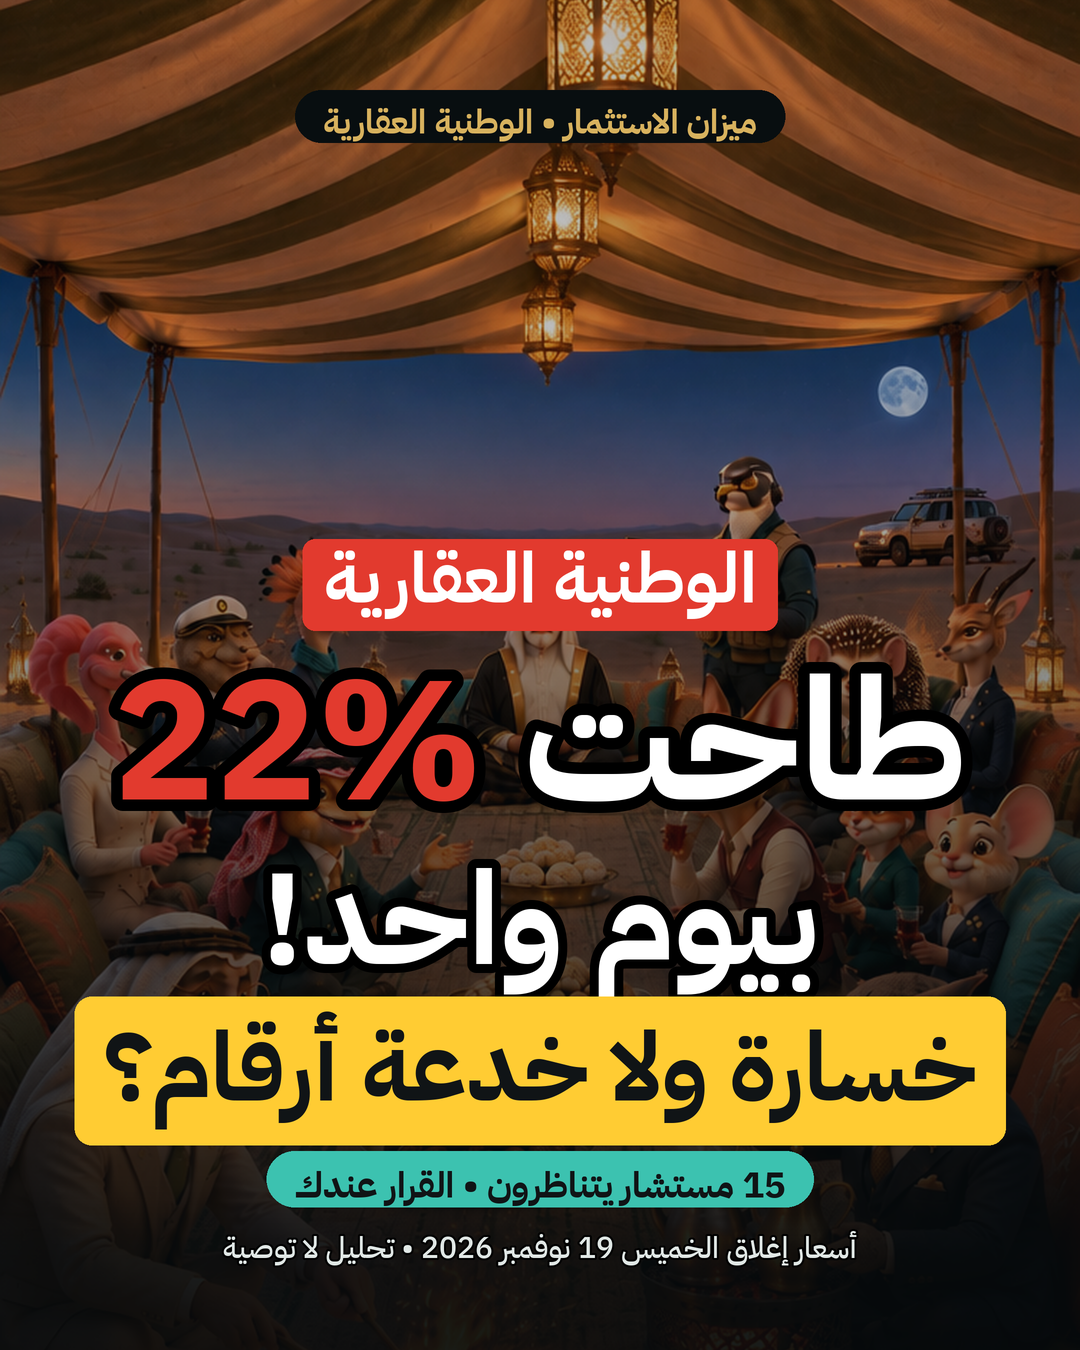 ميزان الاستثمار • الوطنية العقارية
الوطنية العقارية
طاحت 22%
بيوم واحد!
خسارة ولا خدعة أرقام؟
15 مستشار يتناظرون • القرار عندك
أسعار إغلاق الخميس 19 نوفمبر 2026 • تحليل لا توصية